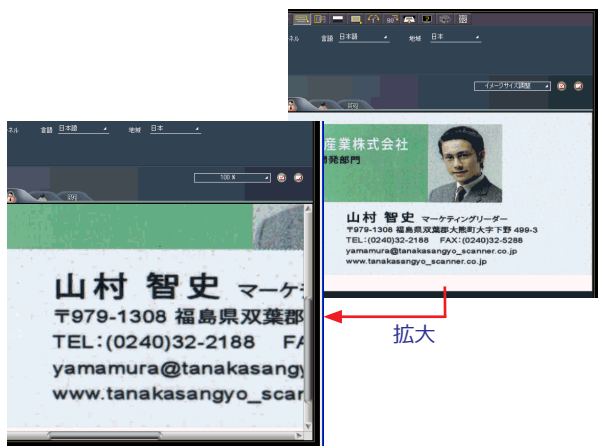 ネル 言語 日本語 地域 日本
イメージサイズ調整
産業株式会社
開発部門
山村 智史 マーケティングリーダー
〒979-1308 福島県双葉郡大熊町大字下野 499-3
TEL:(0240)32-2188 FAX:(0240)32-5288
yamamura@tanakasangyo_scanner.co.jp
www.tanakasangyo_scanner.co.jp
拡大
ネル 言語 日本語 地域 日本
100 %
山村 智史 マーケ
〒979-1308 福島県双葉郡
TEL:(0240)32-2188 FA
yamamura@tanakasangy
www.tanakasangyo_scar